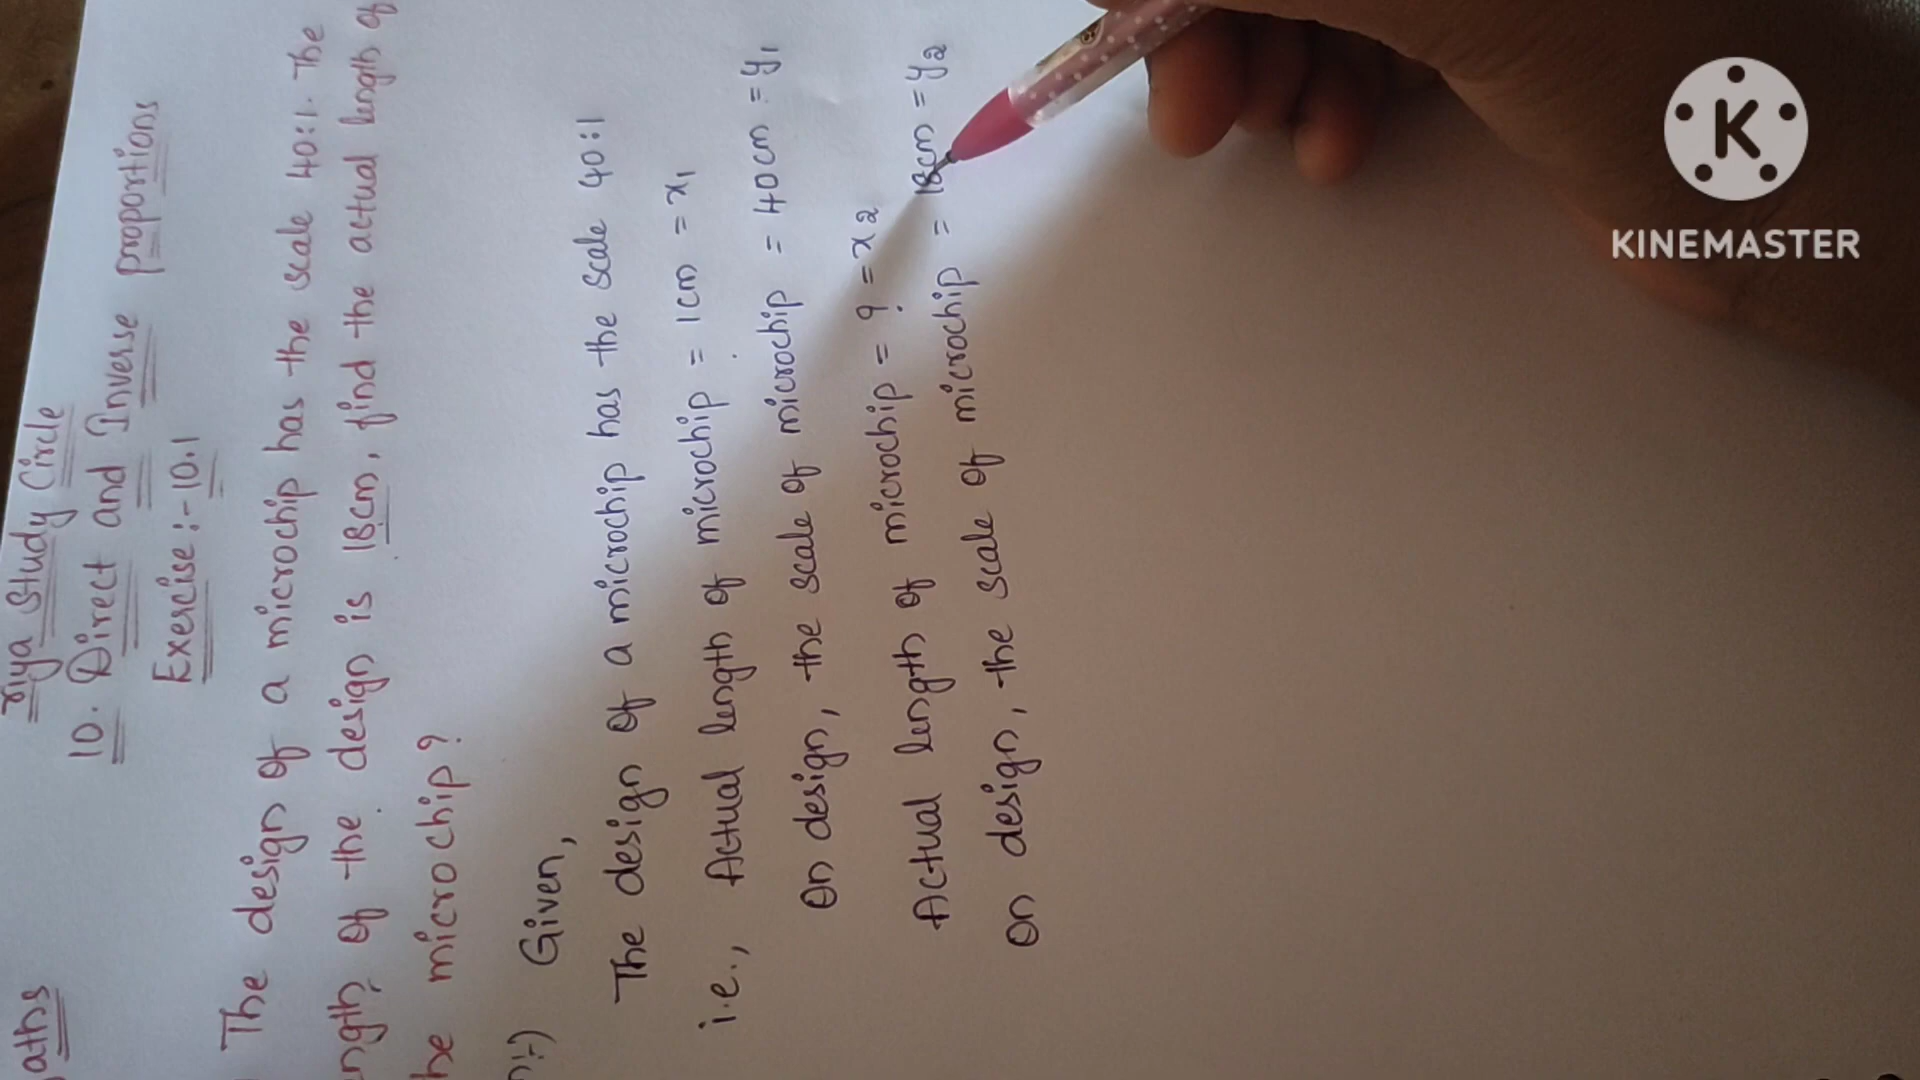 aths
riya Study Circle
10. Direct and Inverse proportions
Exercise :- 10.1
The design of a microchip has the scale 40:1. The
ength of the design is 18cm, find the actual length of
he microchip?
n:-) Given,
The design of a microchip has the scale 40:1
i.e., Actual length of microchip = 1cm = x₁
on design, the scale of microchip = 40cm = y₁
Actual length of microchip = ? = x₂
on design, the scale of microchip = 18cm = y₂
K
KINEMASTER